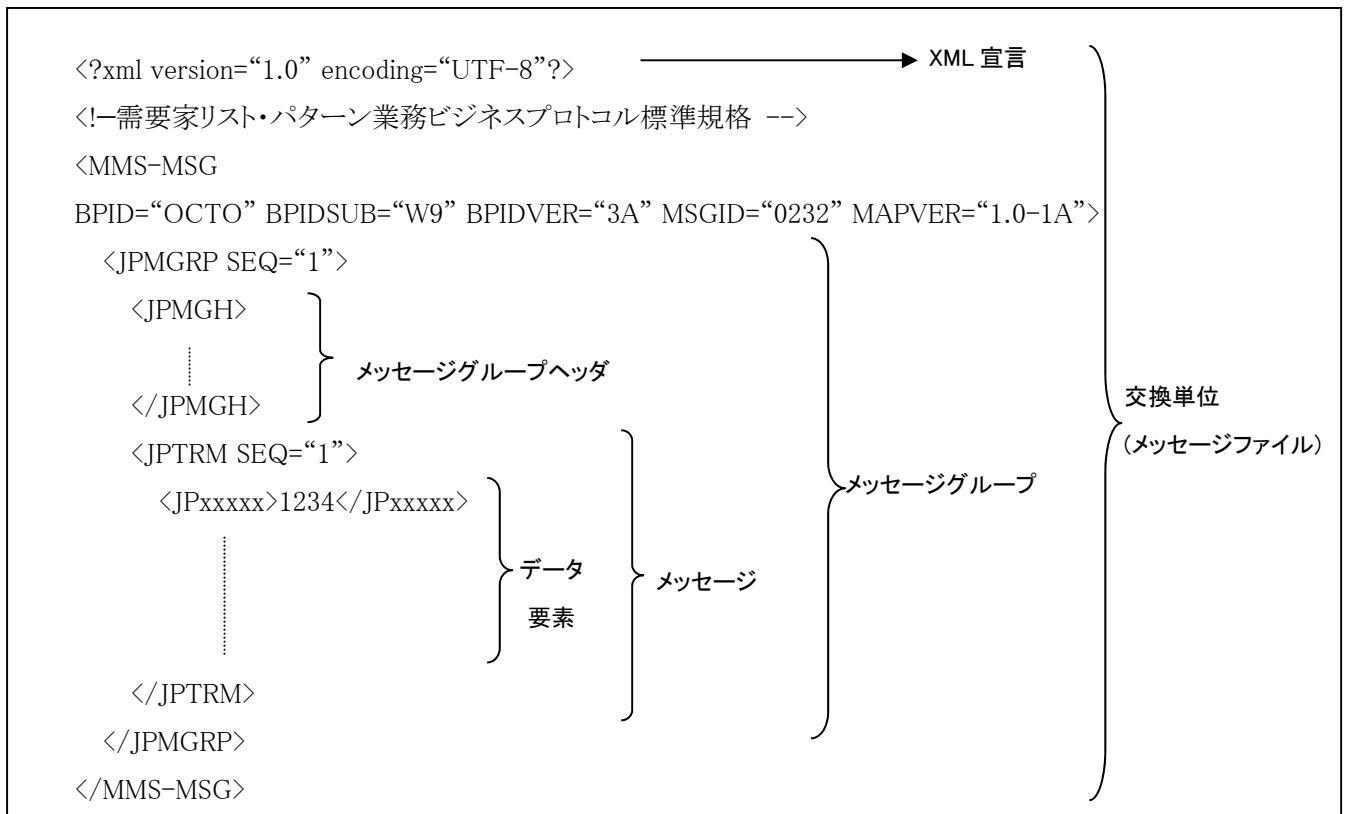 <?xml version=“1.0” encoding=“UTF-8”?> XML 宣言
<!—需要家リスト・パターン業務ビジネスプロトコル標準規格 -->
<MMS-MSG
BPID=“OCTO” BPIDSUB=“W9” BPIDVER=“3A” MSGID=“0232” MAPVER=“1.0-1A”>
<JPMGRP SEQ=“1”>
<JPMGH>
メッセージグループヘッダ
</JPMGH>
交換単位
(メッセージファイル)
<JPTRM SEQ=“1”>
<JPxxxxx>1234</JPxxxxx>
メッセージグループ
データ
要素
メッセージ
</JPTRM>
</JPMGRP>
</MMS-MSG>